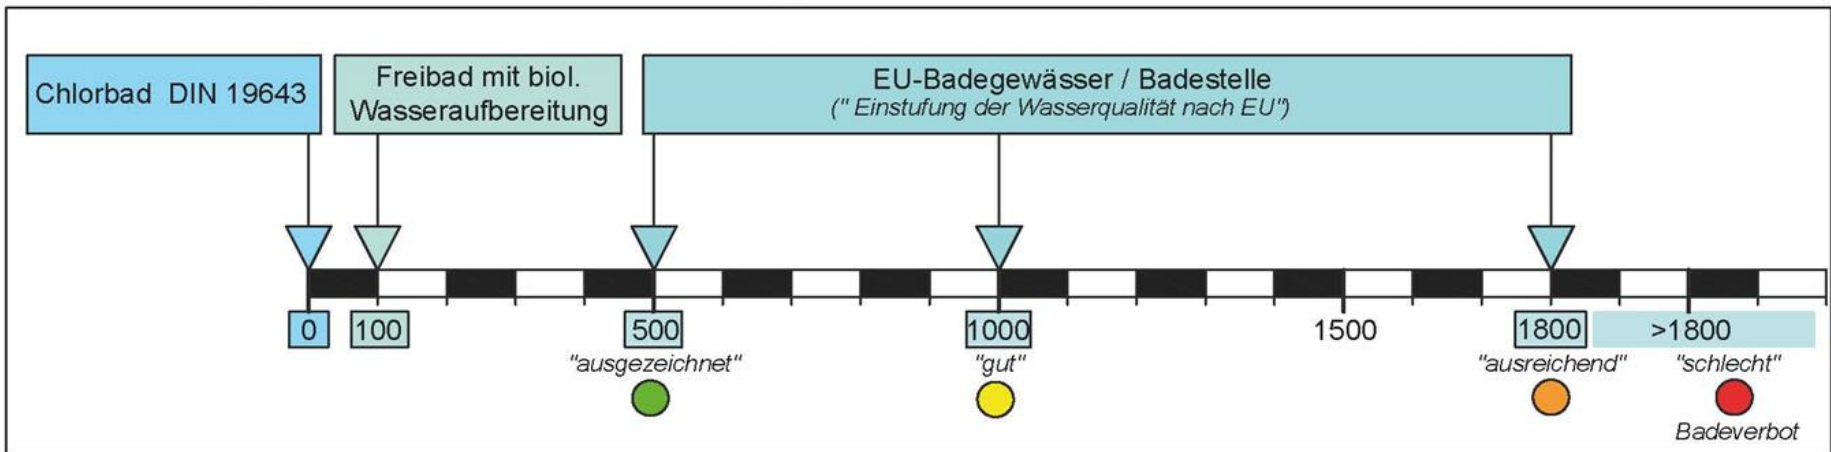 Chlorbad DIN 19643
Freibad mit biol.
Wasseraufbereitung
EU-Badegewässer / Badestelle
(" Einstufung der Wasserqualität nach EU")
0 100 500 1000 1500 1800 >1800
"ausgezeichnet" "gut" "ausreichend" "schlecht"
Badeverbot